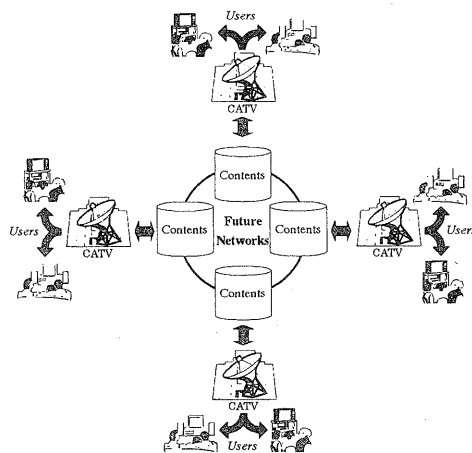 Users
CATV
Contents
Users
CATV
Contents
Future
Networks
Contents
CATV
Users
Contents
CATV
Users